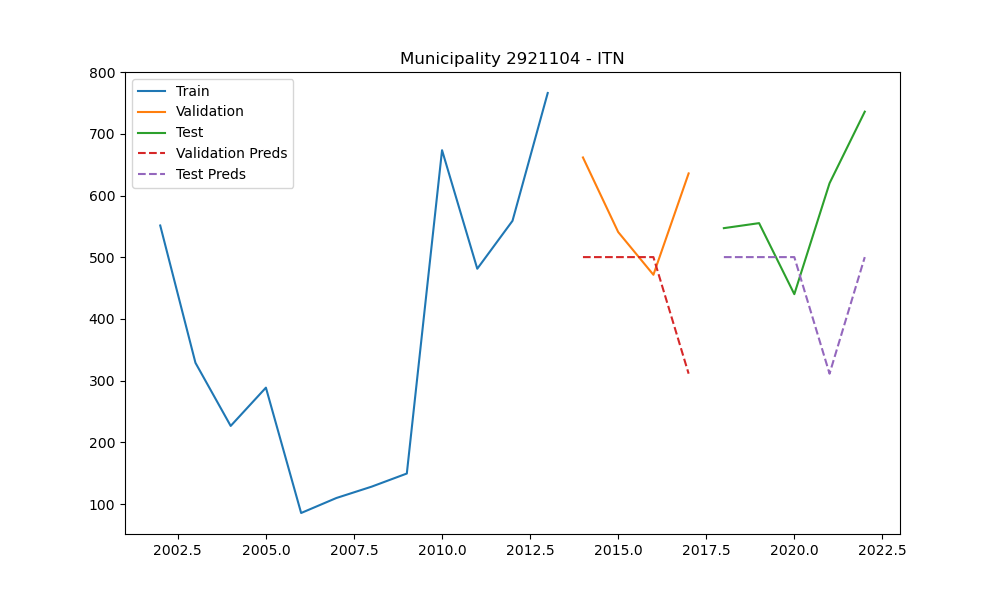 Municipality 2921104 - ITN
800
700
600
500
400
300
200
100
Train
Validation
Test
Validation Preds
Test Preds
2002.5 2005.0 2007.5 2010.0 2012.5 2015.0 2017.5 2020.0 2022.5